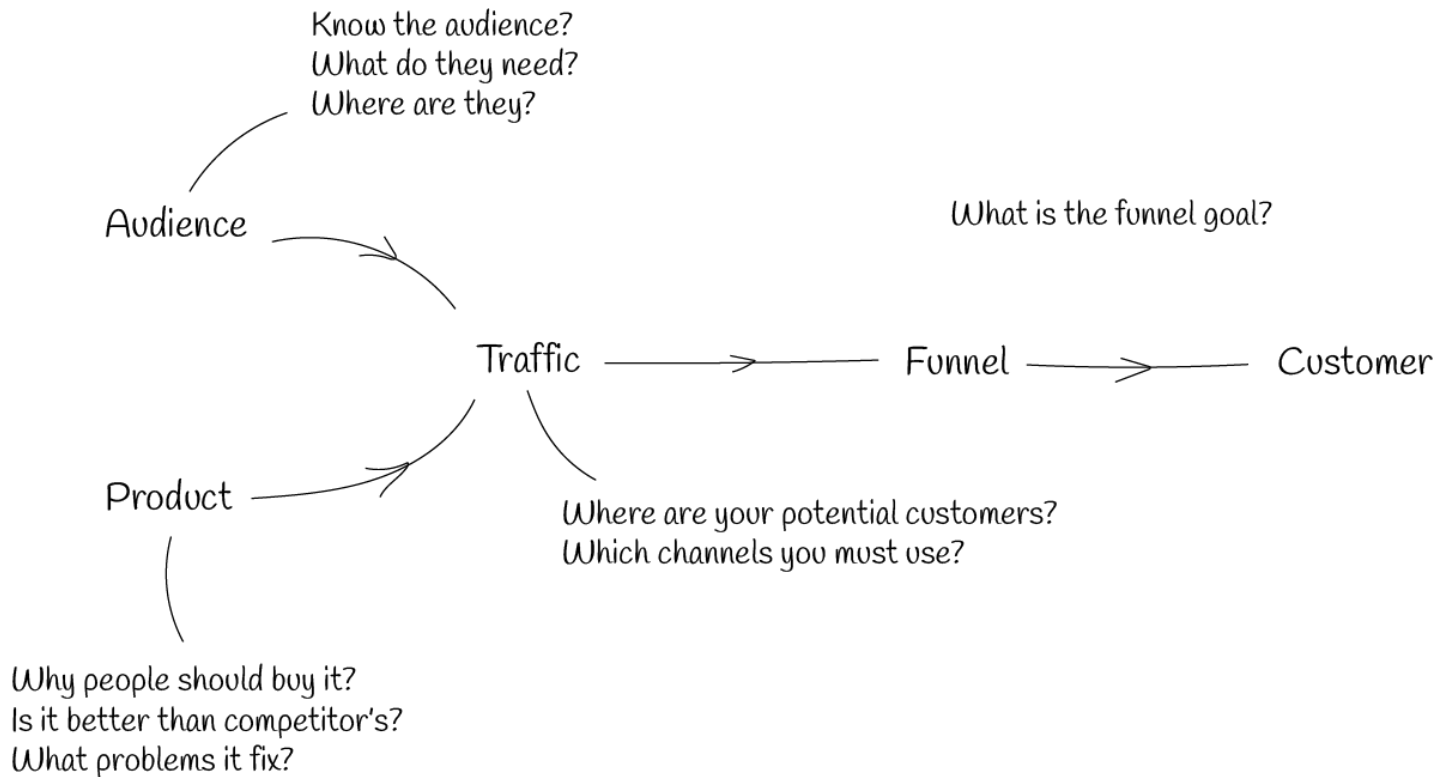 Know the audience?
What do they need?
Where are they?
Audience
What is the funnel goal?
Traffic
Funnel
Customer
Product
Where are your potential customers?
Which channels you must use?
Why people should buy it?
Is it better than competitor's?
What problems it fix?